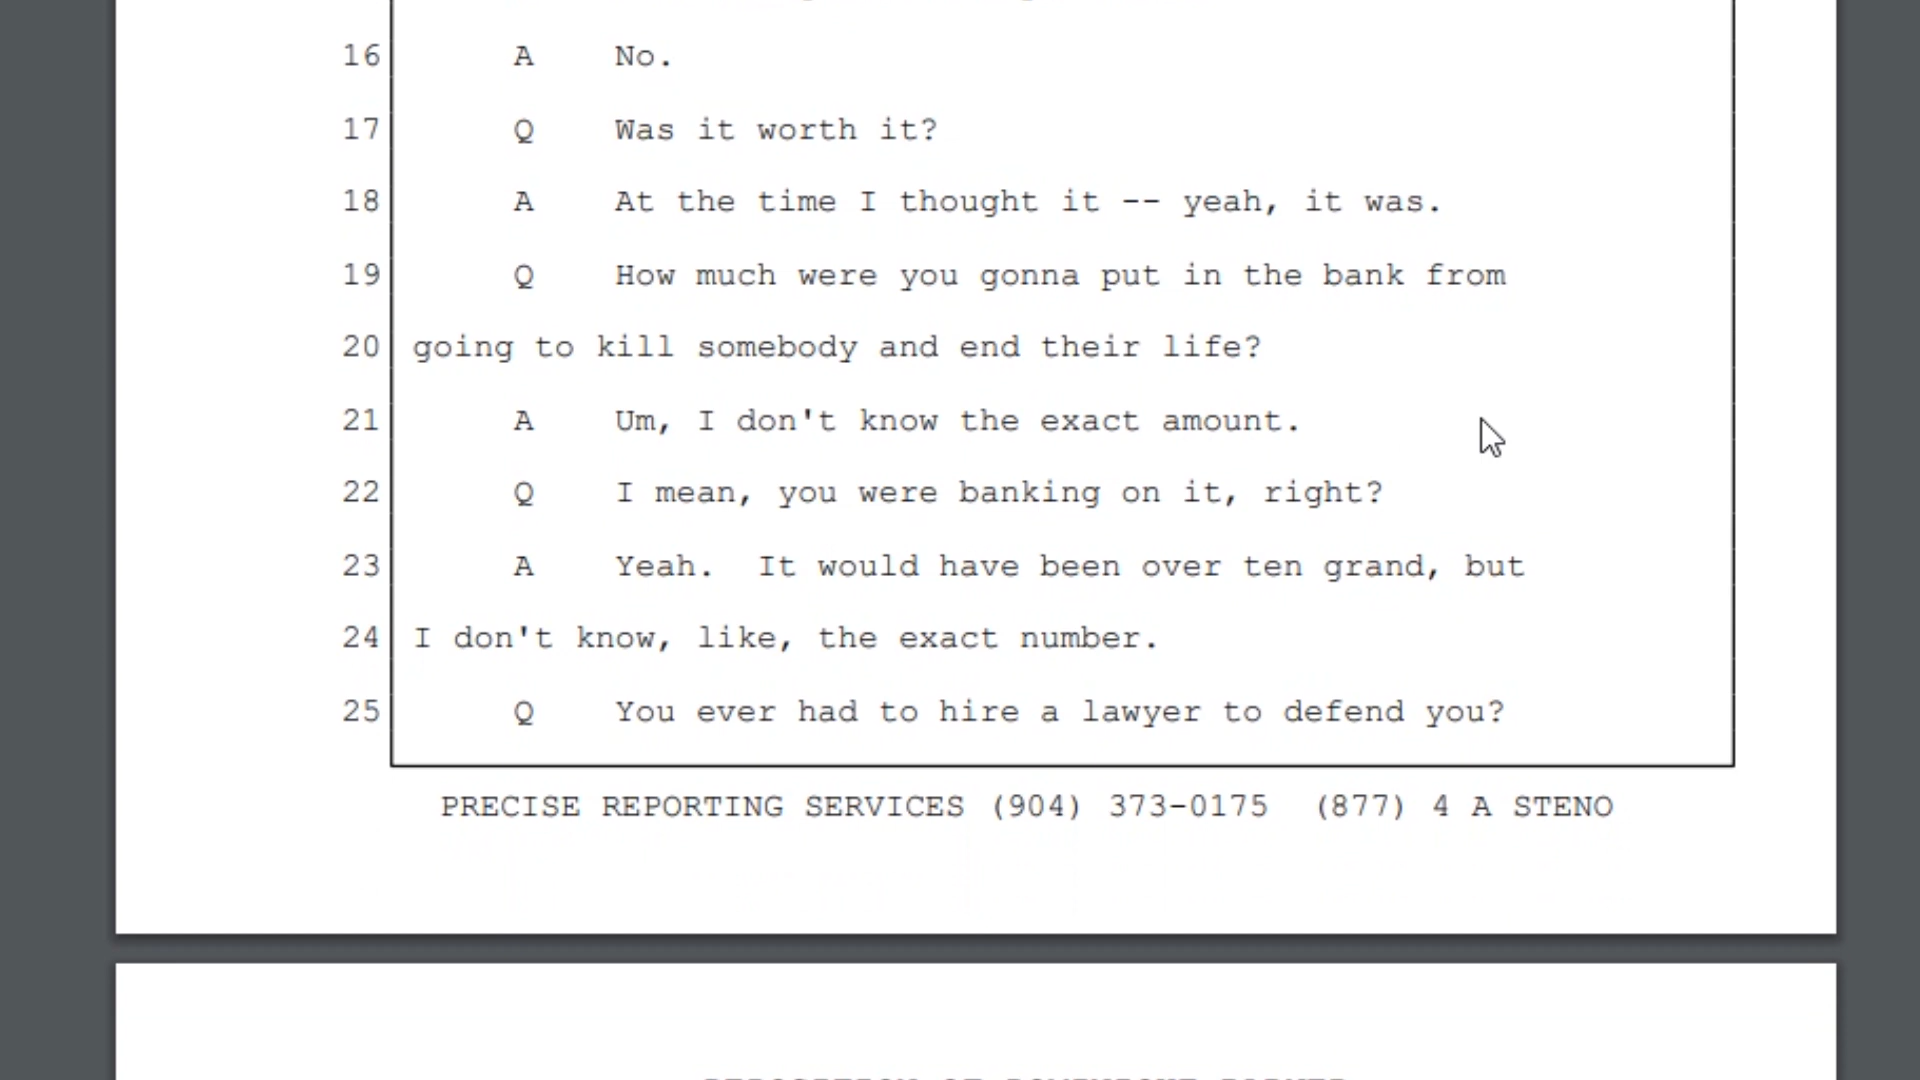 16 A No.
17 Q Was it worth it?
18 A At the time I thought it -- yeah, it was.
19 Q How much were you gonna put in the bank from
20 going to kill somebody and end their life?
21 A Um, I don't know the exact amount.
22 Q I mean, you were banking on it, right?
23 A Yeah. It would have been over ten grand, but
24 I don't know, like, the exact number.
25 Q You ever had to hire a lawyer to defend you?
PRECISE REPORTING SERVICES (904) 373-0175 (877) 4 A STENO